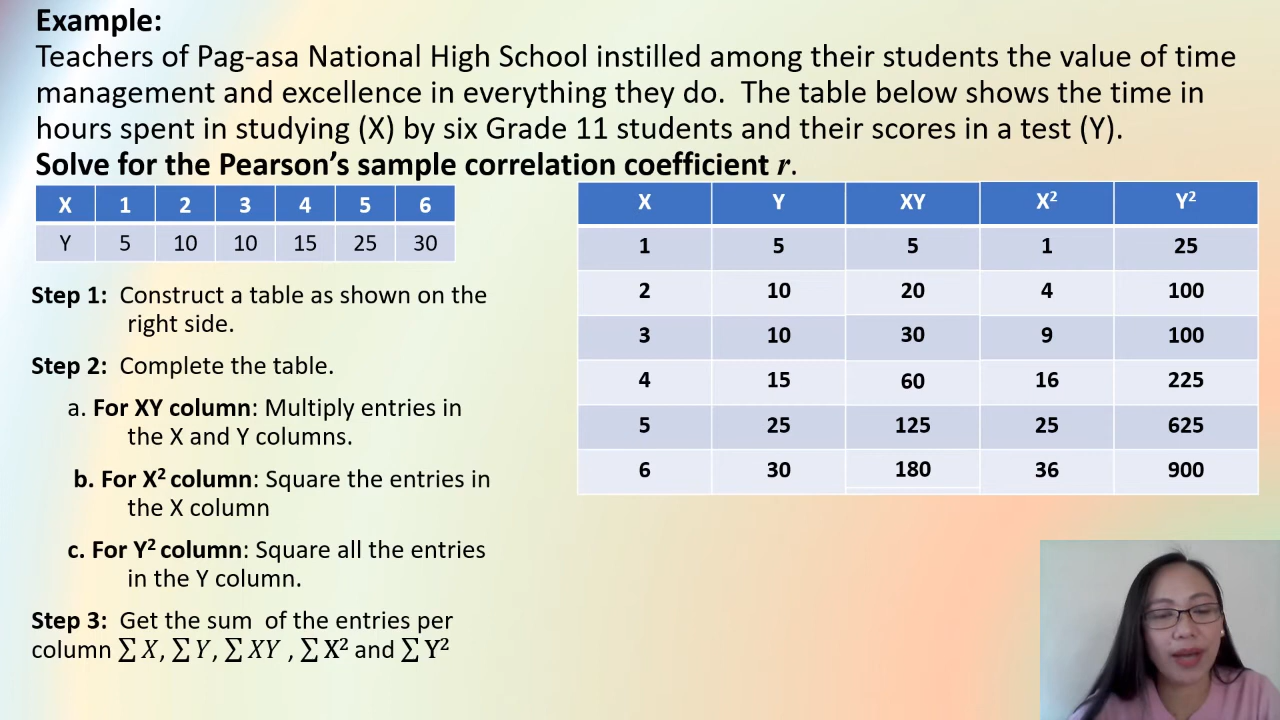 Example:
Teachers of Pag-asa National High School instilled among their students the value of time
management and excellence in everything they do. The table below shows the time in
hours spent in studying (X) by six Grade 11 students and their scores in a test (Y).
Solve for the Pearson’s sample correlation coefficient r.
X 1 2 3 4 5 6
Y 5 10 10 15 25 30
Step 1: Construct a table as shown on the
right side.
Step 2: Complete the table.
a. For XY column: Multiply entries in
the X and Y columns.
b. For X² column: Square the entries in
the X column
c. For Y² column: Square all the entries
in the Y column.
Step 3: Get the sum of the entries per
column ∑ X, ∑ Y, ∑ XY , ∑ X² and ∑ Y²
X Y XY X² Y²
1 5 5 1 25
2 10 20 4 100
3 10 30 9 100
4 15 60 16 225
5 25 125 25 625
6 30 180 36 900